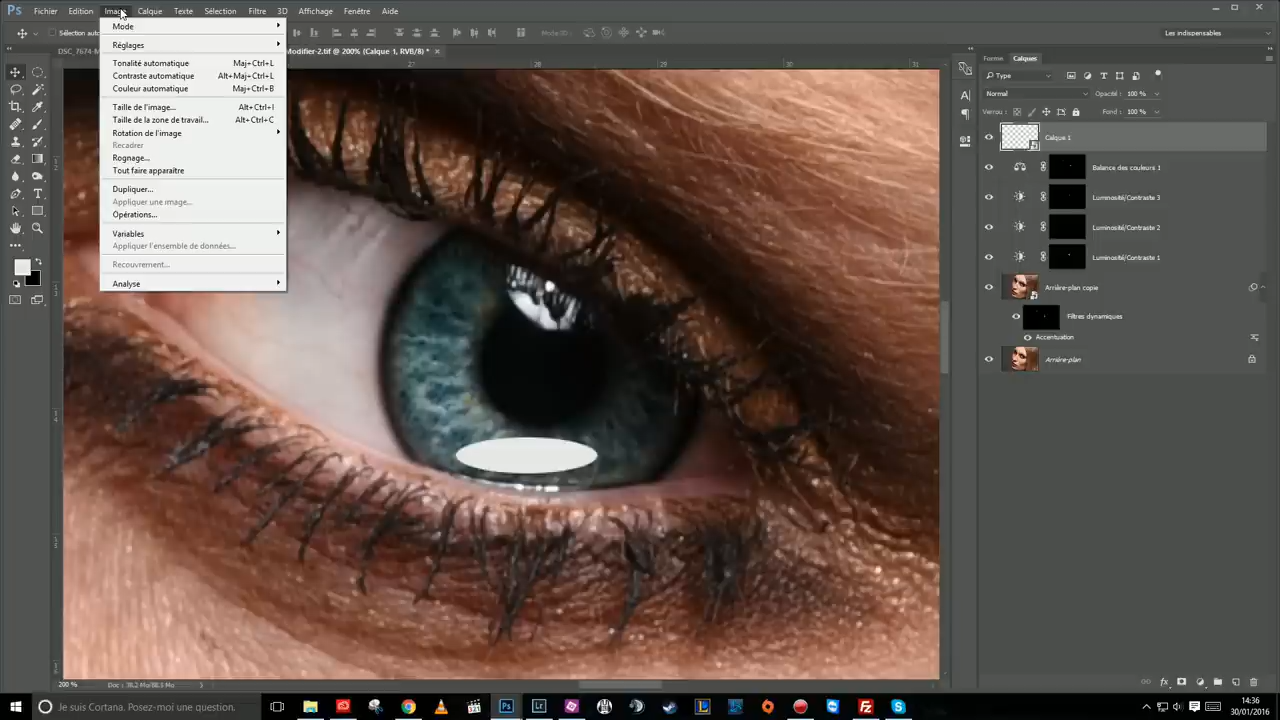 Ps Fichier Edition Image Calque Texte Sélection Filtre 3D Affichage Fenêtre Aide
Les indispensables
Modifier-2.tif @ 200% (Calque 1, RVB/8) * ×
Mode
Réglages
Tonalité automatique Maj+Ctrl+L
Contraste automatique Alt+Maj+Ctrl+L
Couleur automatique Maj+Ctrl+B
Taille de l'image... Alt+Ctrl+I
Taille de la zone de travail... Alt+Ctrl+C
Rotation de l'image
Recadrer
Rognage...
Tout faire apparaître
Dupliquer...
Appliquer une image...
Opérations...
Variables
Appliquer l'ensemble de données...
Recouvrement...
Analyse
27 28 29 30 31
Forme Calques
Type
Normal Opacité : 100 %
Verrou : Fond : 100 %
Calque 1
Balance des couleurs 1
Luminosité/Contraste 3
Luminosité/Contraste 2
Luminosité/Contraste 1
Arrière-plan copie
Filtres dynamiques
Accentuation
Arrière-plan
200 %
Je suis Cortana. Posez-moi une question.
14:36
30/01/2016